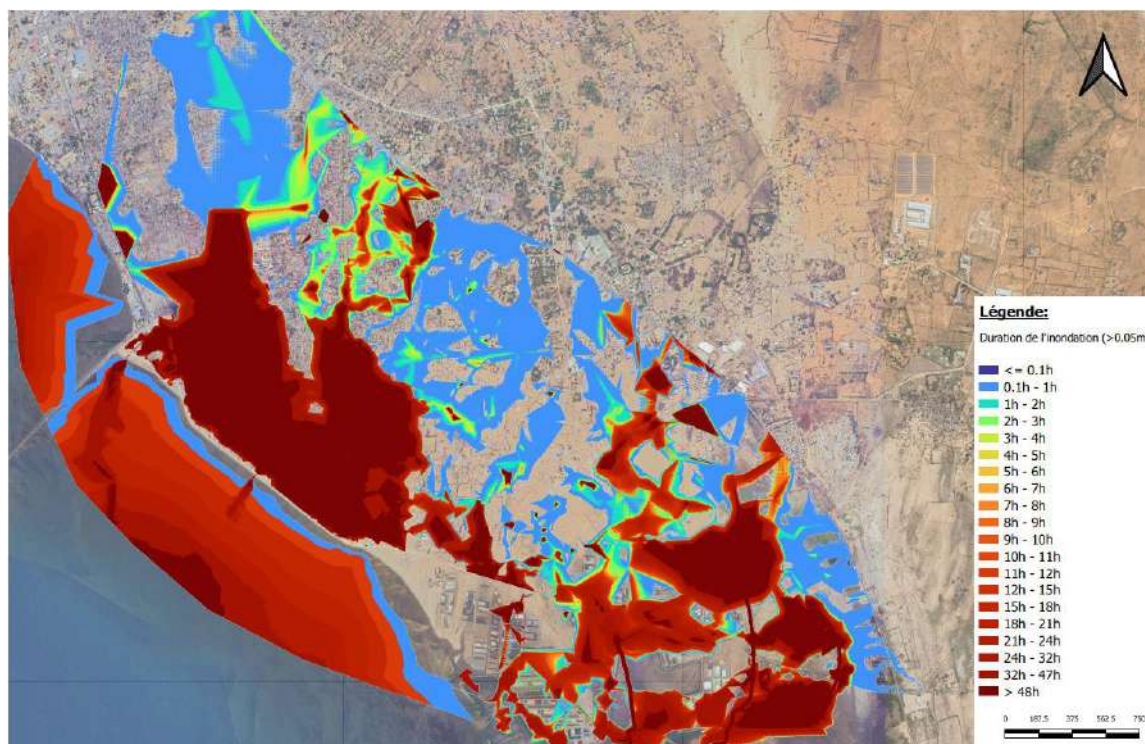 Légende:
Duration de l'inondation (>0.05m
<= 0.1h
0.1h - 1h
1h - 2h
2h - 3h
3h - 4h
4h - 5h
5h - 6h
6h - 7h
7h - 8h
8h - 9h
9h - 10h
10h - 11h
11h - 12h
12h - 15h
15h - 18h
18h - 21h
21h - 24h
24h - 32h
32h - 47h
> 48h
0 187.5 375 562.5 750